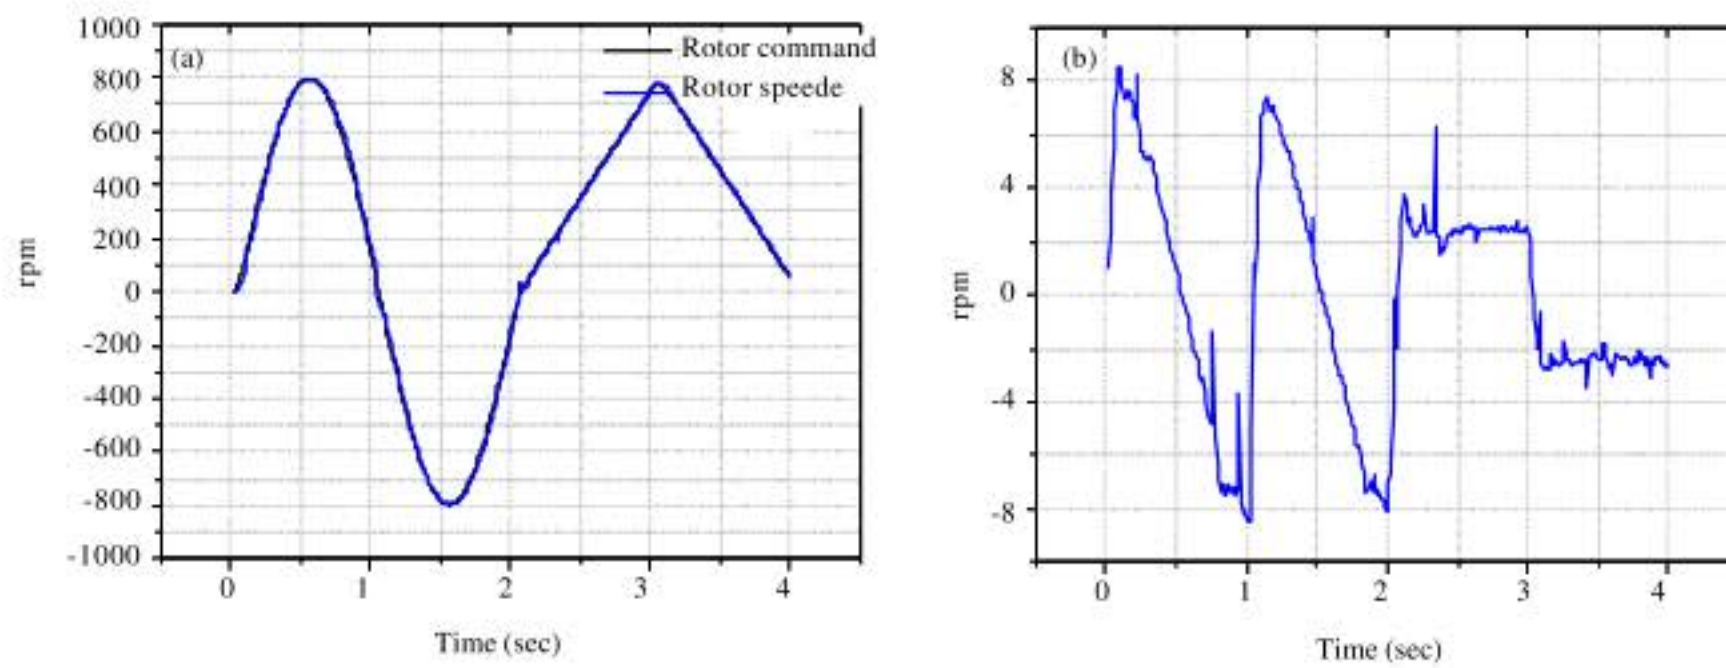 (a)
Rotor command
Rotor speede
1000
800
600
400
200
0
-200
-400
-600
-800
-1000
rpm
0 1 2 3 4
Time (sec)
(b)
8
4
0
-4
-8
rpm
0 1 2 3 4
Time (sec)